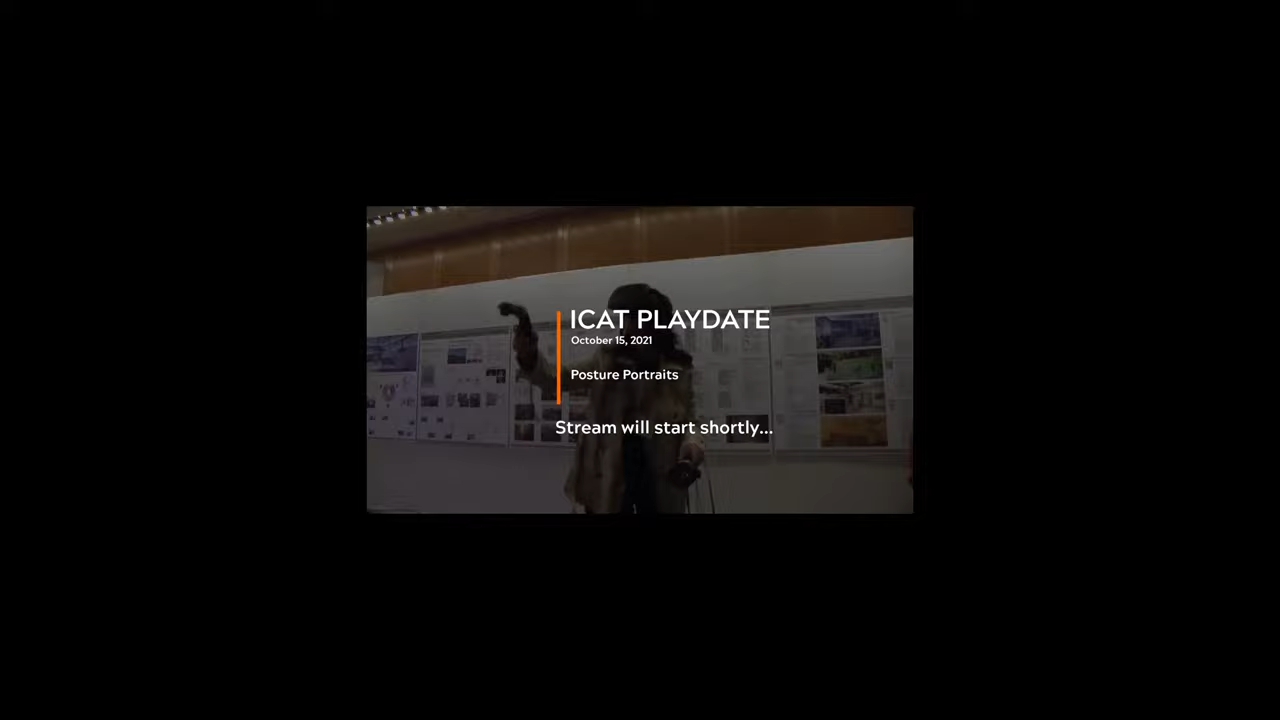 ICAT PLAYDATE
October 15, 2021
Posture Portraits
Stream will start shortly...